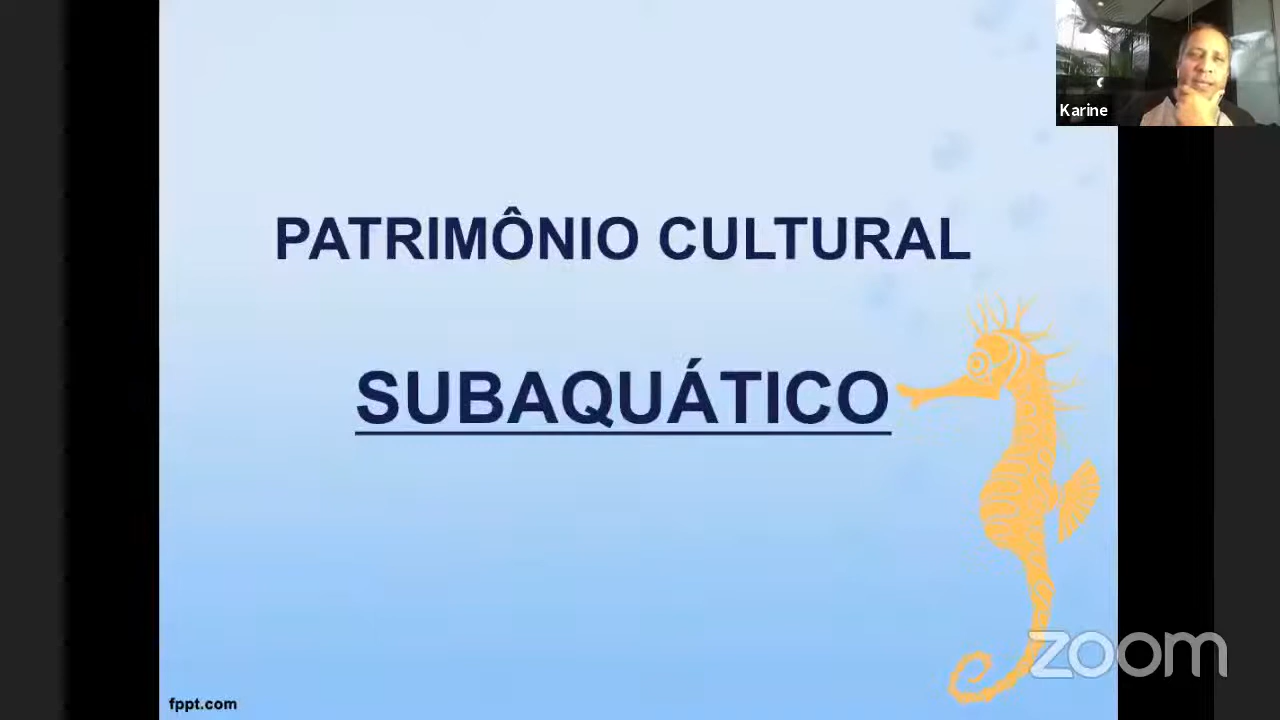 Karine
PATRIMÔNIO CULTURAL
SUBAQUÁTICO
zoom
fppt.com